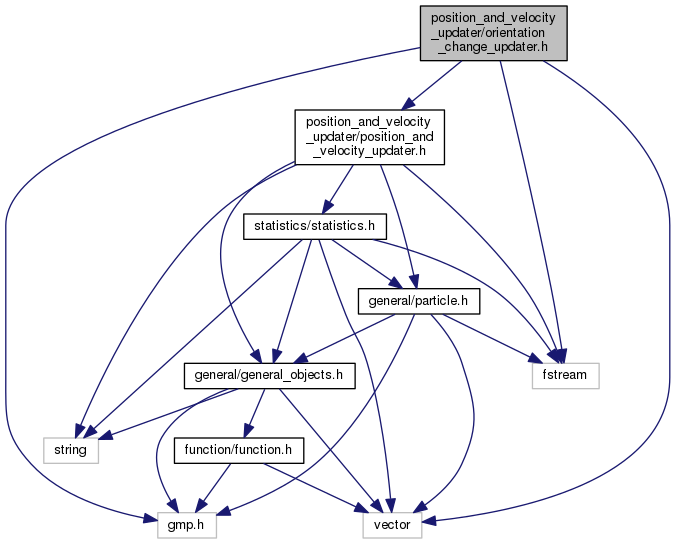 position_and_velocity
_updater/orientation
_change_updater.h
position_and_velocity
_updater/position_and
_velocity_updater.h
statistics/statistics.h
general/particle.h
general/general_objects.h
fstream
string
function/function.h
gmp.h
vector